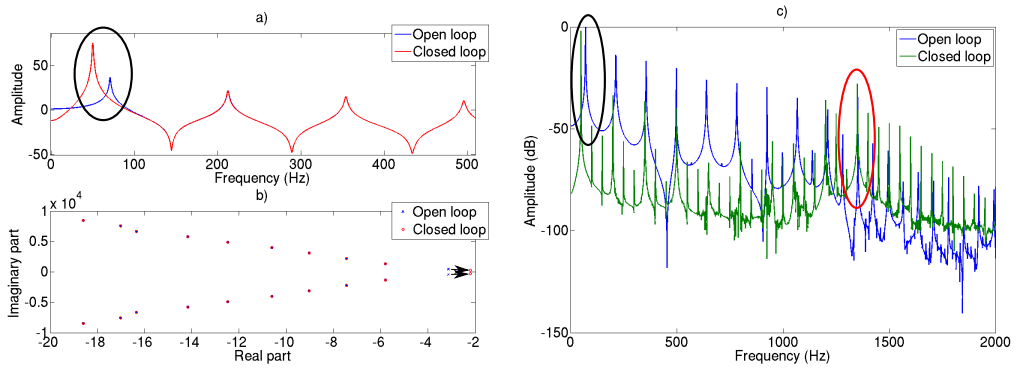 a)
Open loop
Closed loop
Amplitude
50
0
-50
0 100 200 300 400 500
Frequency (Hz)
b)
x 10^4
Open loop
Closed loop
Imaginary part
1
0.5
0
-0.5
-1
-20 -18 -16 -14 -12 -10 -8 -6 -4 -2
Real part
c)
Open loop
Closed loop
Amplitude (dB)
0
-50
-100
-150
0 500 1000 1500 2000
Frequency (Hz)